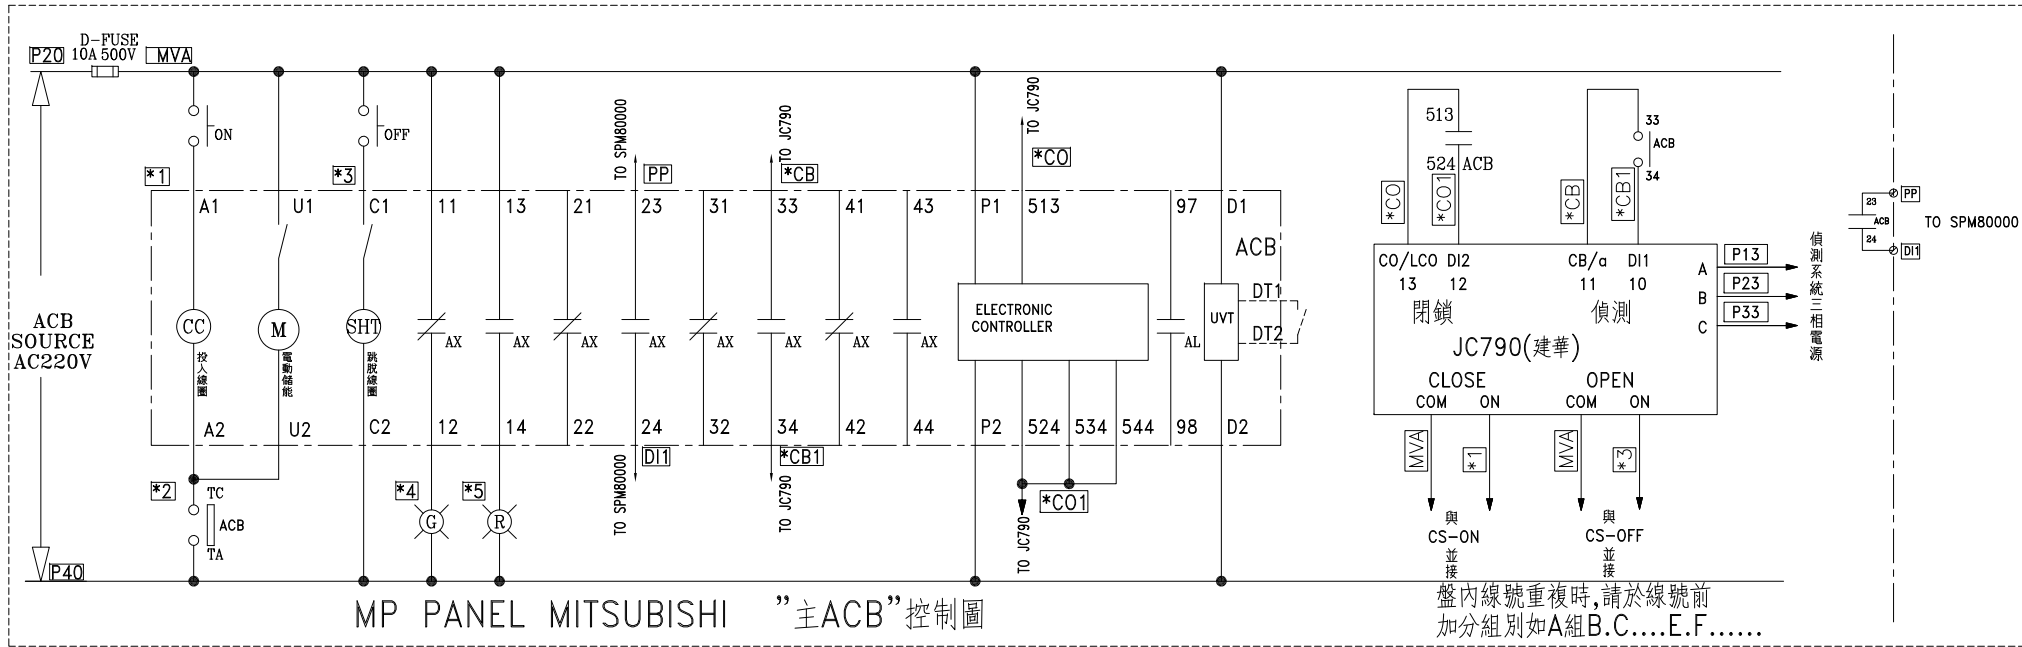 D-FUSE
P20 10A 500V MVA
ON
OFF
TO SPM80000
TO JC790
TO JC790
*1
*3
PP
*CB
*CO
A1 U1 C1 11 13 21 23 31 33 41 43 P1 513 97 D1
ACB
ACB
SOURCE
AC220V
CC
投入線圈
M
電動儲能
SHT
跳脫線圈
AX AX AX AX AX AX AX AX
ELECTRONIC
CONTROLLER
AL
UVT
DT1
DT2
A2 U2 C2 12 14 22 24 32 34 42 44 P2 524 534 544 98 D2
*2
TC
ACB
TA
*4
G
*5
R
DI1
TO SPM80000
*CB1
TO JC790
*CO1
TO JC790
P40
MP PANEL MITSUBISHI "主ACB"控制圖
513
524 ACB
33
ACB
34
*CO
*CO1
*CB
*CB1
CO/LCO DI2 CB/a DI1
13 12 11 10
閉鎖 偵測
JC790(建華)
CLOSE OPEN
COM ON COM ON
A P13
B P23
C P33
偵測系統三相電源
MVA
*1
MVA
*3
與
CS-ON
並接
與
CS-OFF
並接
盤內線號重複時,請於線號前
加分組別如A組B.C....E.F......
23
ACB
24
PP
DI1
TO SPM80000